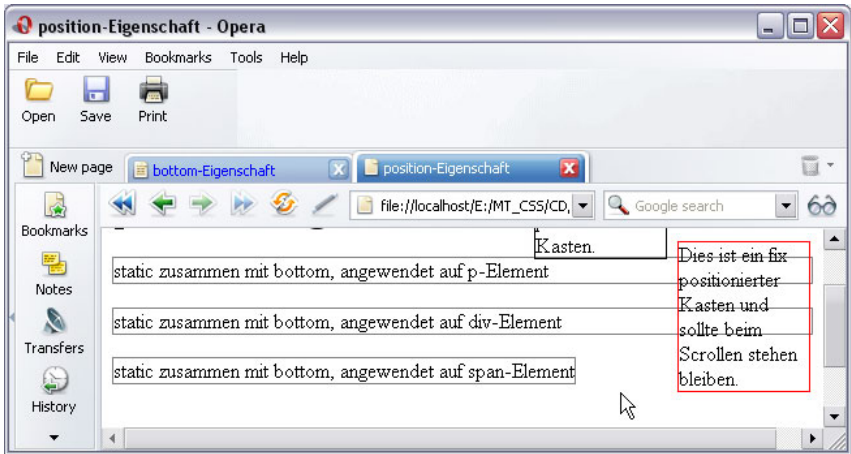 position-Eigenschaft - Opera
File Edit View Bookmarks Tools Help
Open Save Print
New page bottom-Eigenschaft position-Eigenschaft
file://localhost/E:/MT_CSS/CD, Google search
Bookmarks
Notes
Transfers
History
Kasten.
static zusammen mit bottom, angewendet auf p-Element
static zusammen mit bottom, angewendet auf div-Element
static zusammen mit bottom, angewendet auf span-Element
Dies ist ein fix
positionierter
Kasten und
sollte beim
Scrollen stehen
bleiben.